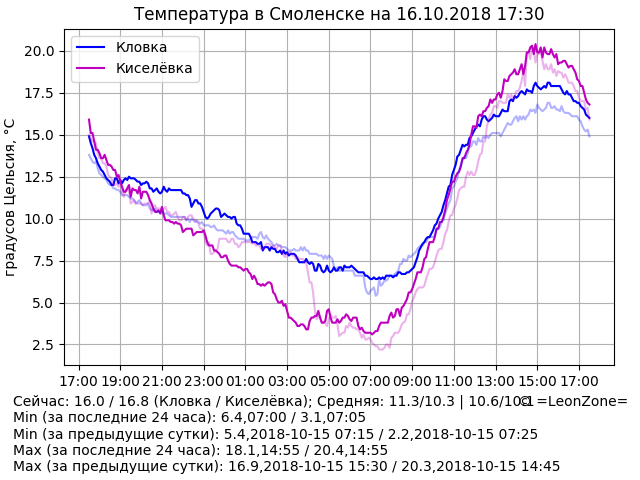 Температура в Смоленске на 16.10.2018 17:30
Кловка
Киселёвка
градусов Цельсия, °C
20.0
17.5
15.0
12.5
10.0
7.5
5.0
2.5
17:00 19:00 21:00 23:00 01:00 03:00 05:00 07:00 09:00 11:00 13:00 15:00 17:00
Сейчас: 16.0 / 16.8 (Кловка / Киселёвка); Средняя: 11.3/10.3 | 10.6/10.1 © =LeonZone=
Min (за последние 24 часа): 6.4,07:00 / 3.1,07:05
Min (за предыдущие сутки): 5.4,2018-10-15 07:15 / 2.2,2018-10-15 07:25
Max (за последние 24 часа): 18.1,14:55 / 20.4,14:55
Max (за предыдущие сутки): 16.9,2018-10-15 15:30 / 20.3,2018-10-15 14:45